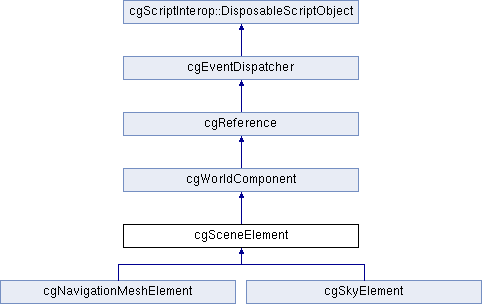 cgScriptInterop::DisposableScriptObject
cgEventDispatcher
cgReference
cgWorldComponent
cgSceneElement
cgNavigationMeshElement
cgSkyElement